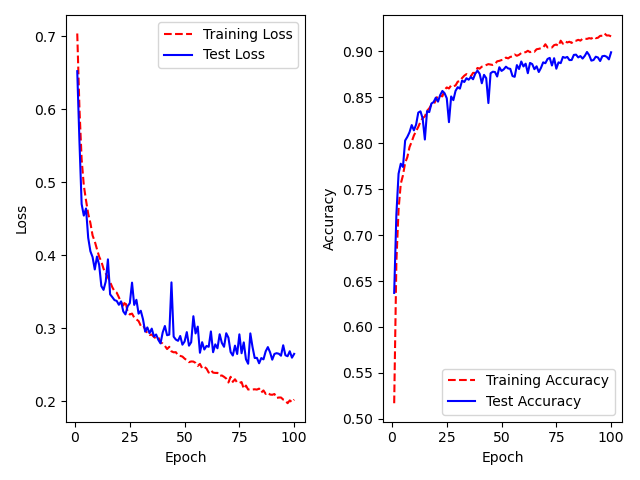 0.7
0.6
0.5
0.4
0.3
0.2
0 25 50 75 100
Loss
Epoch
Training Loss
Test Loss
0.90
0.85
0.80
0.75
0.70
0.65
0.60
0.55
0.50
0 25 50 75 100
Accuracy
Epoch
Training Accuracy
Test Accuracy